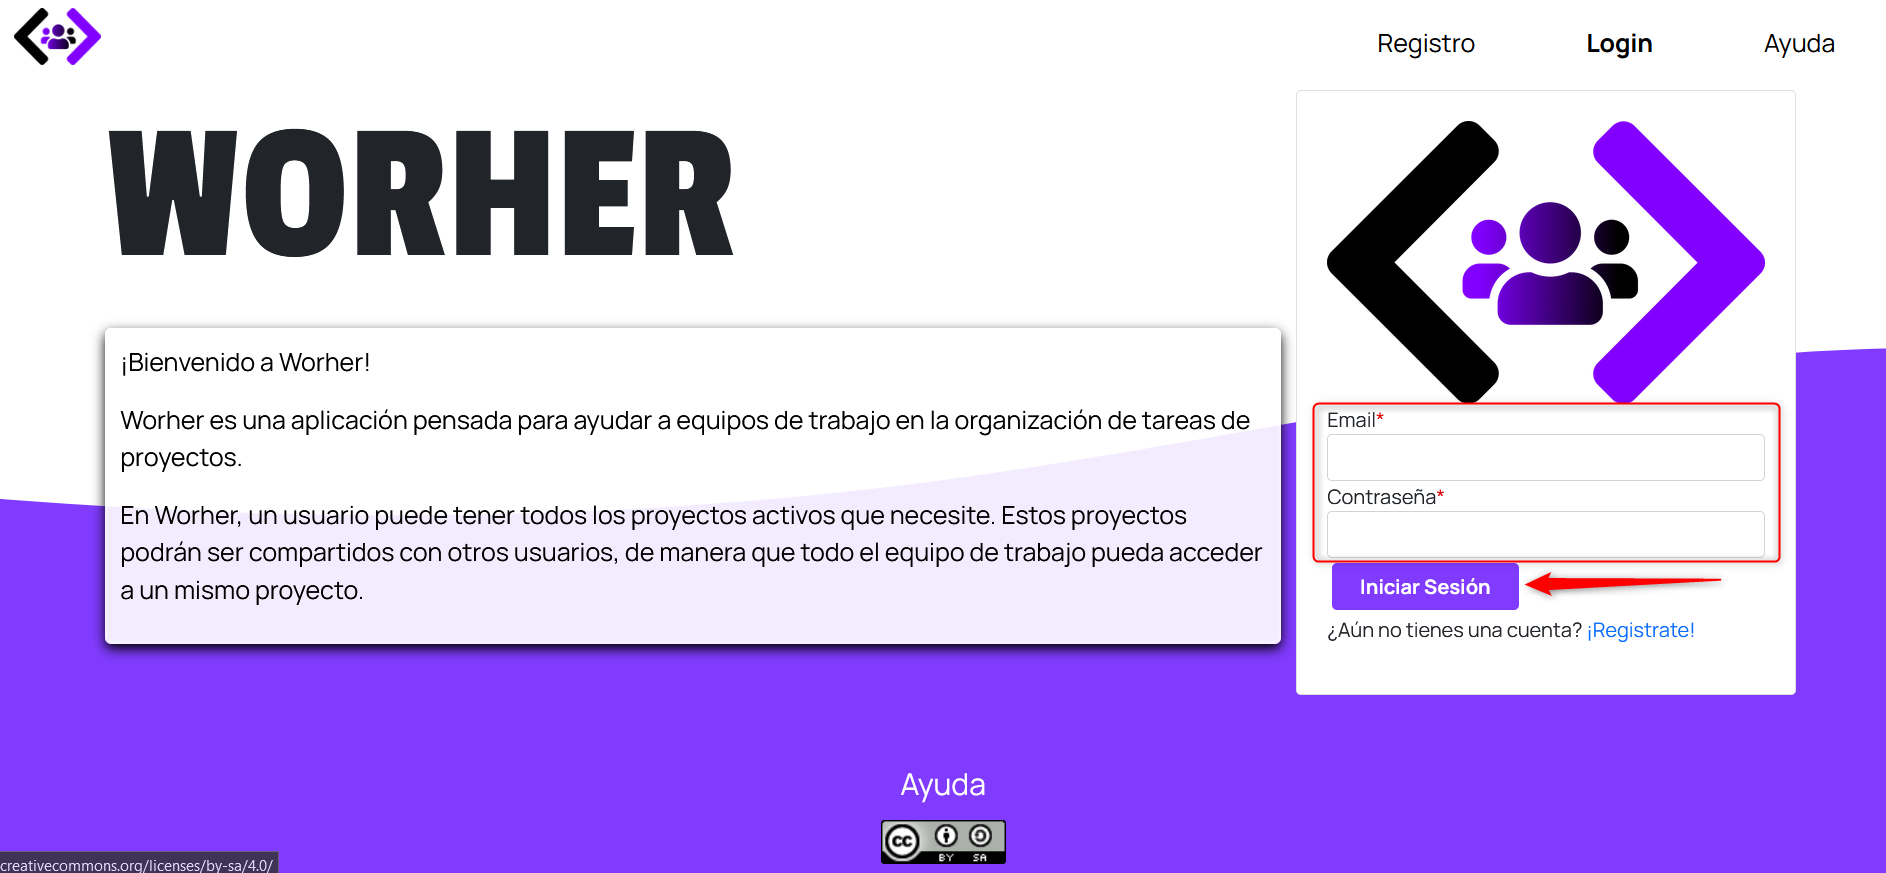 Registro Login Ayuda
WORHER
¡Bienvenido a Worher!
Worher es una aplicación pensada para ayudar a equipos de trabajo en la organización de tareas de
proyectos.
En Worher, un usuario puede tener todos los proyectos activos que necesite. Estos proyectos
podrán ser compartidos con otros usuarios, de manera que todo el equipo de trabajo pueda acceder
a un mismo proyecto.
Email*
Contraseña*
Iniciar Sesión
¿Aún no tienes una cuenta? ¡Registrate!
Ayuda
cc BY SA
creativecommons.org/licenses/by-sa/4.0/